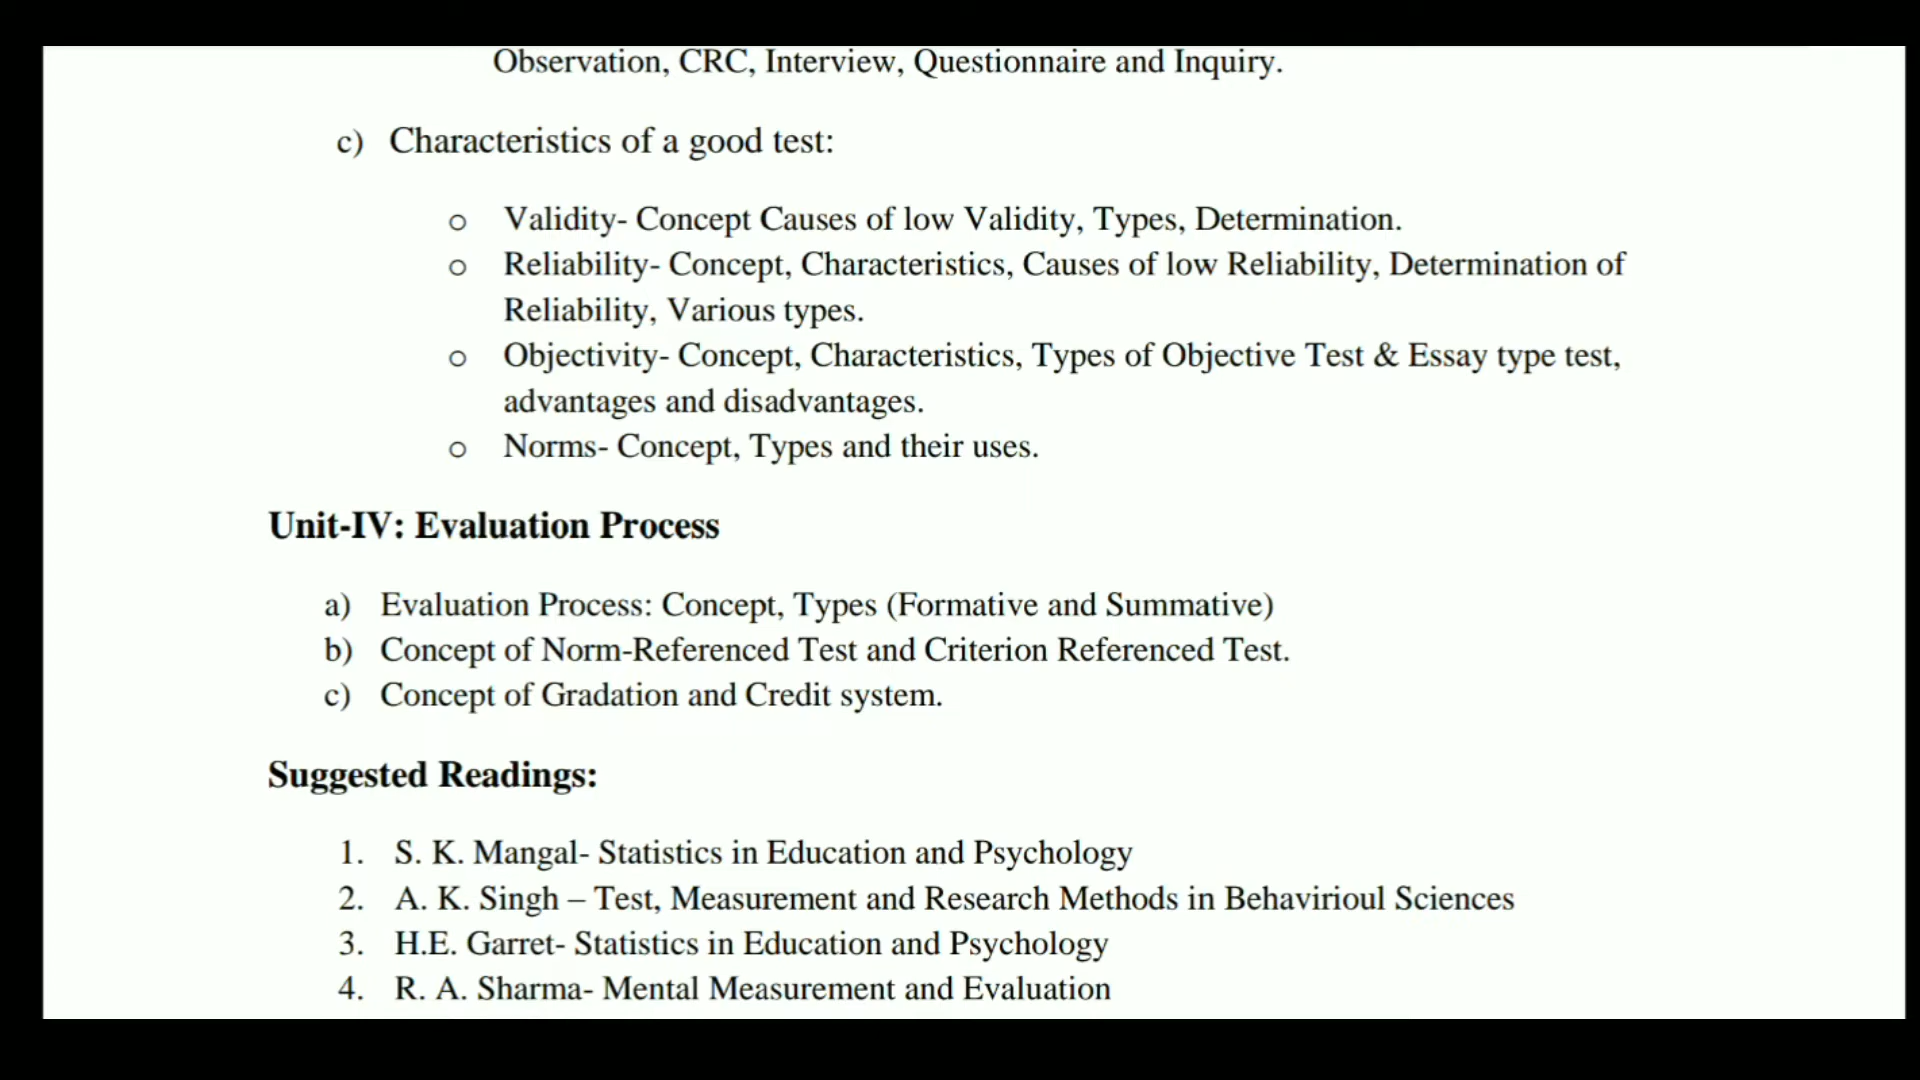 Observation, CRC, Interview, Questionnaire and Inquiry.
c) Characteristics of a good test:
o Validity- Concept Causes of low Validity, Types, Determination.
o Reliability- Concept, Characteristics, Causes of low Reliability, Determination of
Reliability, Various types.
o Objectivity- Concept, Characteristics, Types of Objective Test & Essay type test,
advantages and disadvantages.
o Norms- Concept, Types and their uses.
Unit-IV: Evaluation Process
a) Evaluation Process: Concept, Types (Formative and Summative)
b) Concept of Norm-Referenced Test and Criterion Referenced Test.
c) Concept of Gradation and Credit system.
Suggested Readings:
1. S. K. Mangal- Statistics in Education and Psychology
2. A. K. Singh – Test, Measurement and Research Methods in Behavirioul Sciences
3. H.E. Garret- Statistics in Education and Psychology
4. R. A. Sharma- Mental Measurement and Evaluation